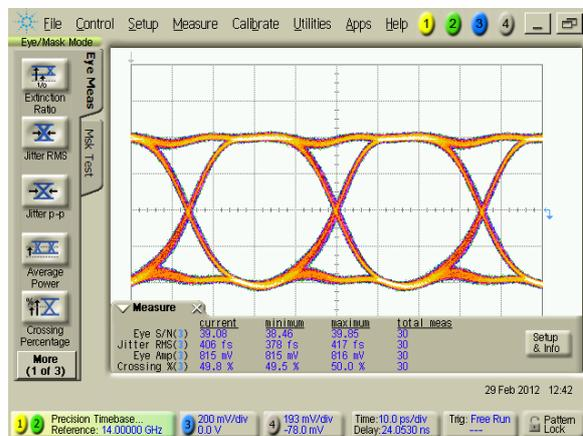 File Control Setup Measure Calibrate Utilities Apps Help 1 2 3 4
Eye/Mask Mode
Eye Meas
Msk Test
1/0
Extinction
Ratio
Jitter RMS
Jitter p-p
Average
Power
Crossing
Percentage
More
(1 of 3)
Measure
current minimum maximum total meas
Eye S/N(3) 39.08 38.46 39.85 30
Jitter RMS(3) 406 fs 378 fs 417 fs 30
Eye Amp(3) 815 mV 815 mV 816 mV 30
Crossing %(3) 49.8 % 49.5 % 50.0 % 30
Setup
& Info
29 Feb 2012 12:42
1 2 Precision Timebase...
Reference: 14.00000 GHz
3 200 mV/div
0.0 V
4 193 mV/div
-78.0 mV
Time:10.0 ps/div
Delay:24.0530 ns
Trig: Free Run
---
Pattern
Lock